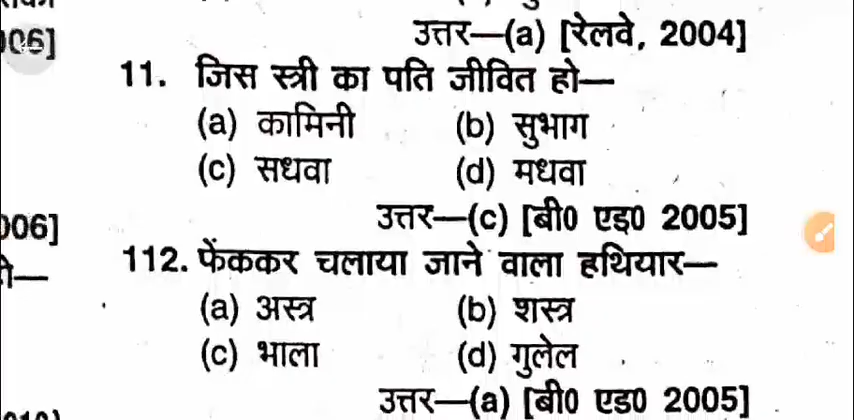 06]
उत्तर—(a) [रेलवे, 2004]
11. जिस स्त्री का पति जीवित हो—
(a) कामिनी (b) सुभाग
(c) सधवा (d) मधवा
006]
उत्तर—(c) [बी0 एड0 2005]
112. फेंककर चलाया जाने वाला हथियार—
(a) अस्त्र (b) शस्त्र
(c) भाला (d) गुलेल
उत्तर—(a) [बी0 एड0 2005]